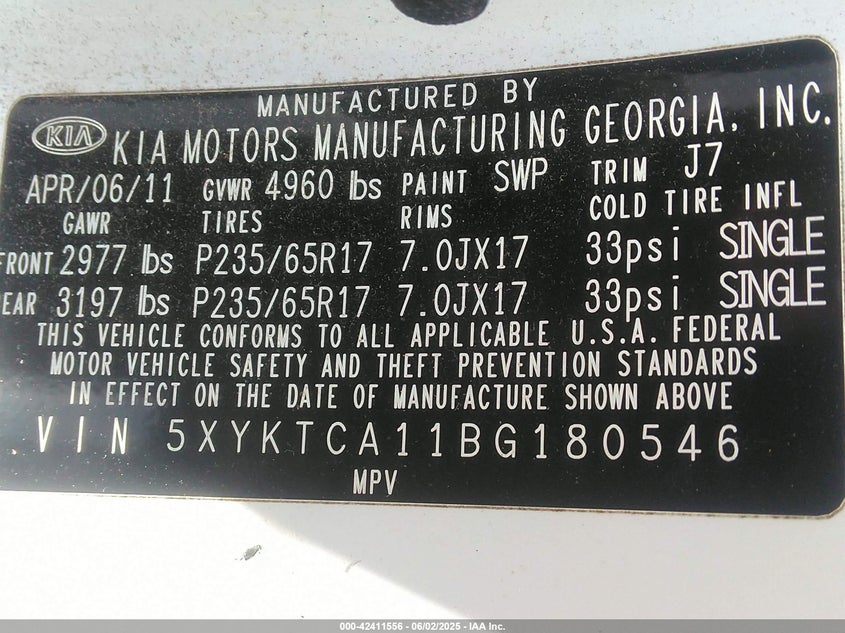 MANUFACTURED BY
KIA KIA MOTORS MANUFACTURING GEORGIA, INC.
APR/06/11 GVWR 4960 lbs PAINT SWP TRIM J7
GAWR TIRES RIMS COLD TIRE INFL
FRONT 2977 lbs P235/65R17 7.0JX17 33psi SINGLE
REAR 3197 lbs P235/65R17 7.0JX17 33psi SINGLE
THIS VEHICLE CONFORMS TO ALL APPLICABLE U.S.A. FEDERAL
MOTOR VEHICLE SAFETY AND THEFT PREVENTION STANDARDS
IN EFFECT ON THE DATE OF MANUFACTURE SHOWN ABOVE
VIN 5XYKTCA11BG180546
MPV
000-42411556 - 06/02/2025 - IAA Inc.